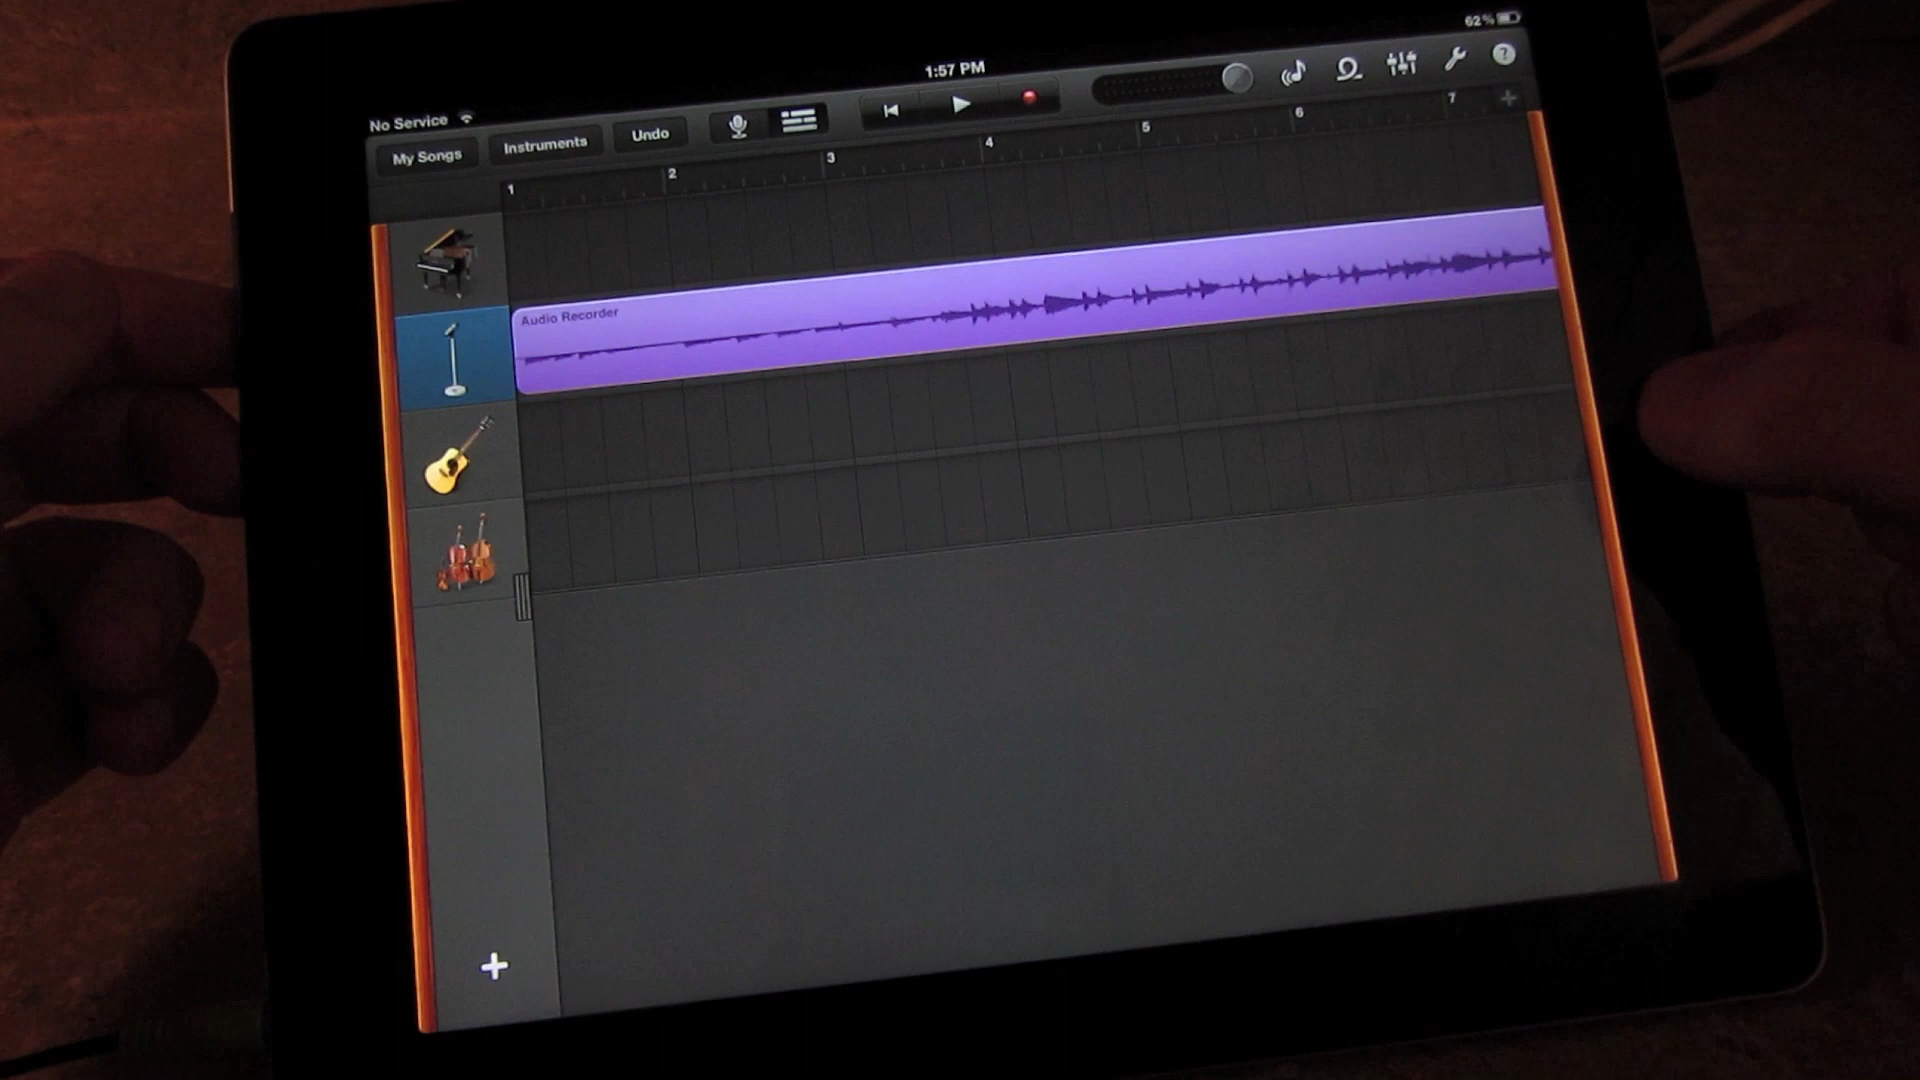 1:57 PM
62%
No Service
My Songs
Instruments
Undo
?
1 2 3 4 5 6 7
Audio Recorder